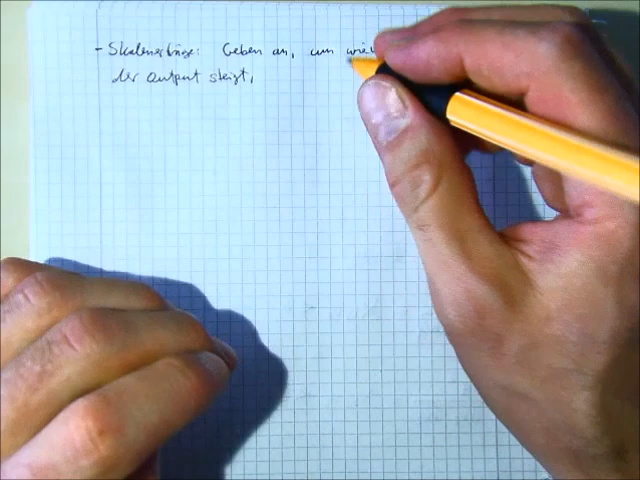 - Skalenerträge: Geben an, um wie
der output steigt,